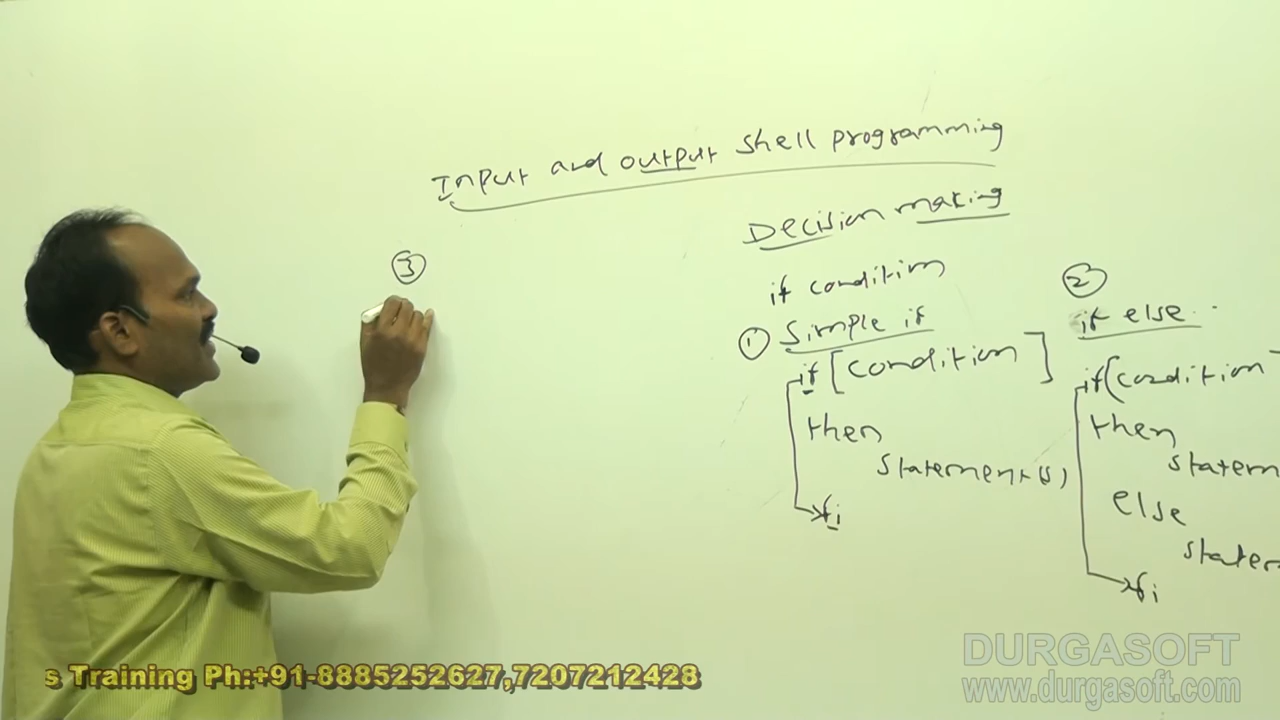 Input and output shell programming
Decision making
if condition
① Simple if
if [condition]
then
statement(s)
fi
②
if else..
if[condition
then
statem
else
state
fi
③
s Training Ph:+91-8885252627,7207212428
DURGASOFT
www.durgasoft.com